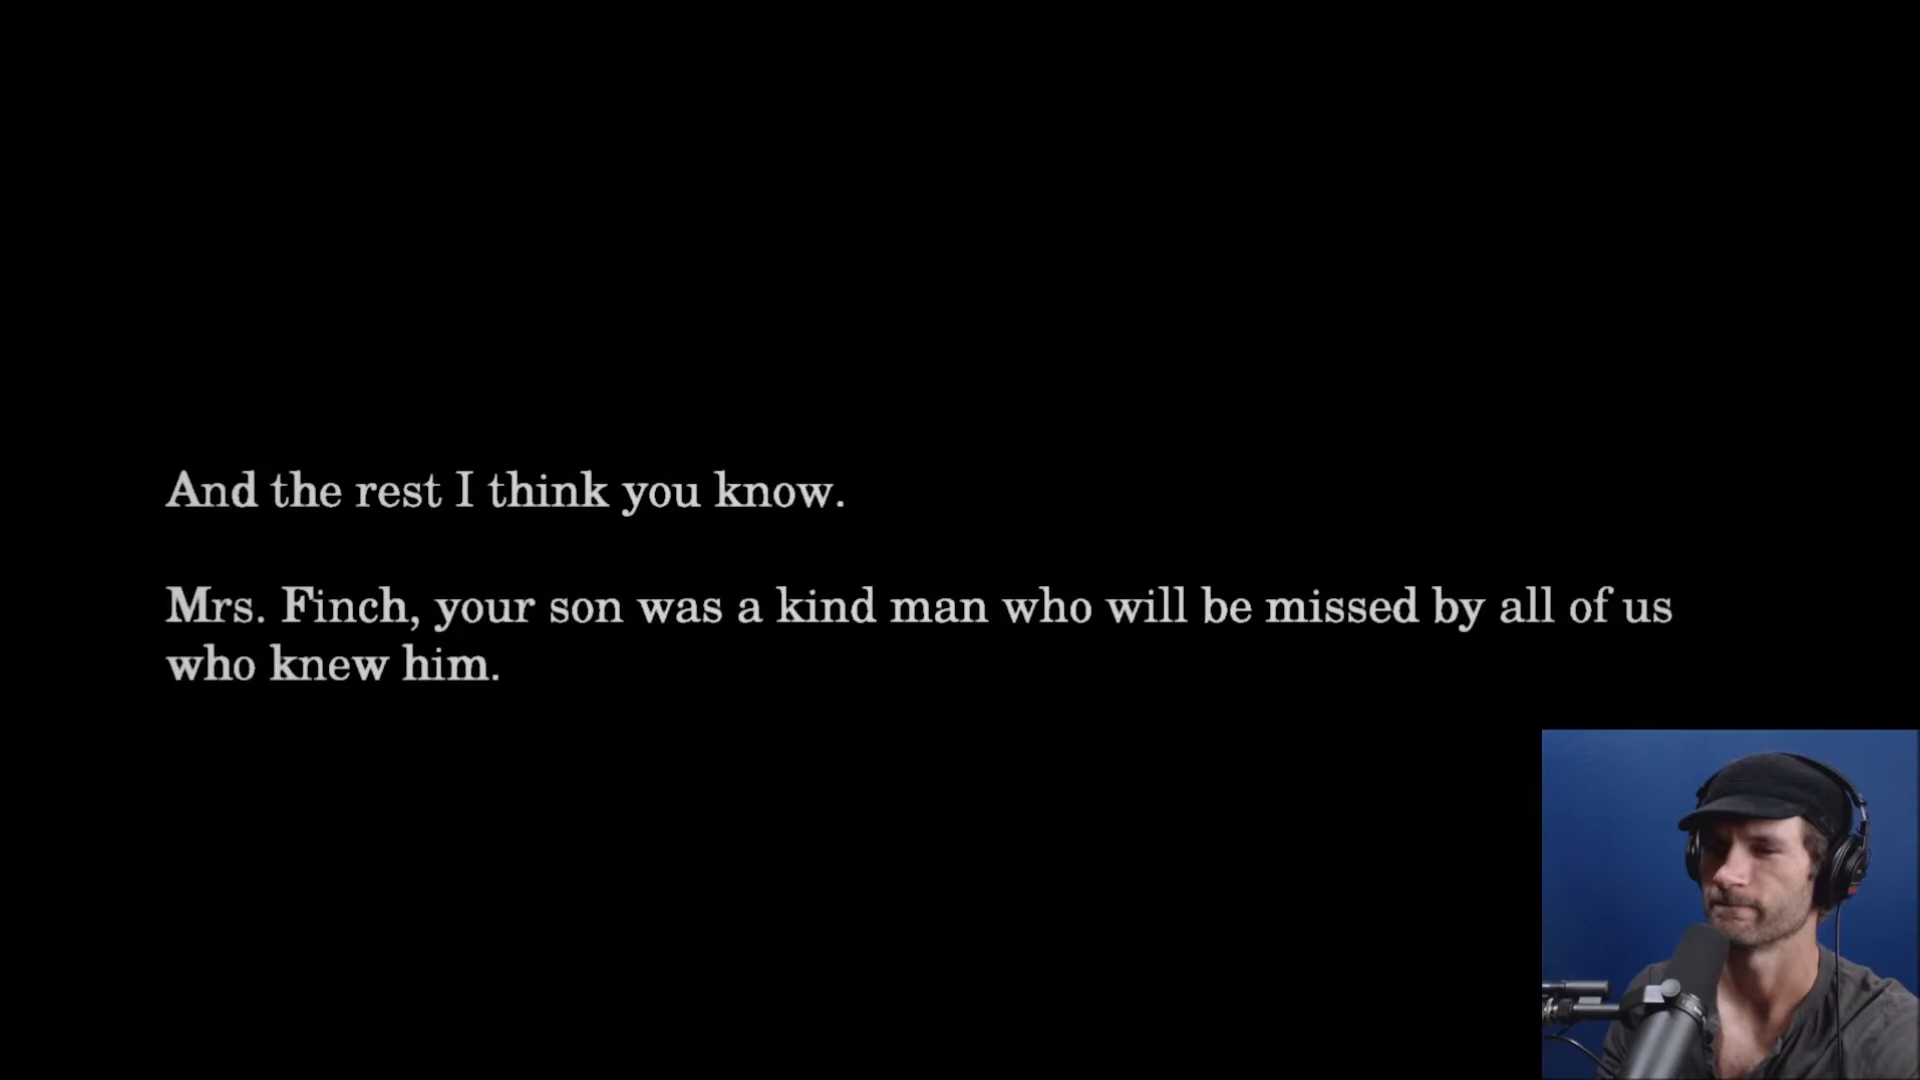 And the rest I think you know.
Mrs. Finch, your son was a kind man who will be missed by all of us
who knew him.